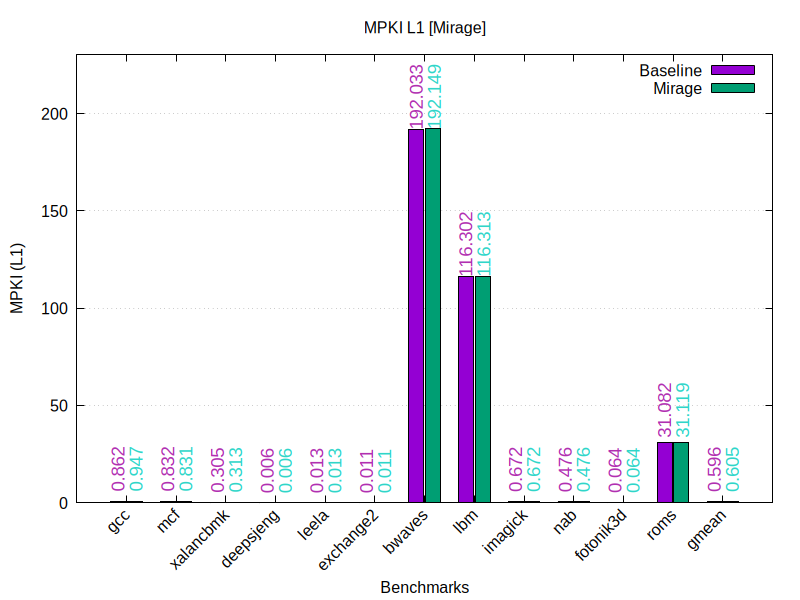 MPKI L1 [Mirage]
Baseline
Mirage
MPKI (L1)
200
150
100
50
0
0.862 0.947
0.832 0.831
0.305 0.313
0.006 0.006
0.013 0.013
0.011 0.011
192.033 192.149
116.302 116.313
0.672 0.672
0.476 0.476
0.064 0.064
31.082 31.119
0.596 0.605
gcc
mcf
xalancbmk
deepsjeng
leela
exchange2
bwaves
lbm
imagick
nab
fotonik3d
roms
gmean
Benchmarks